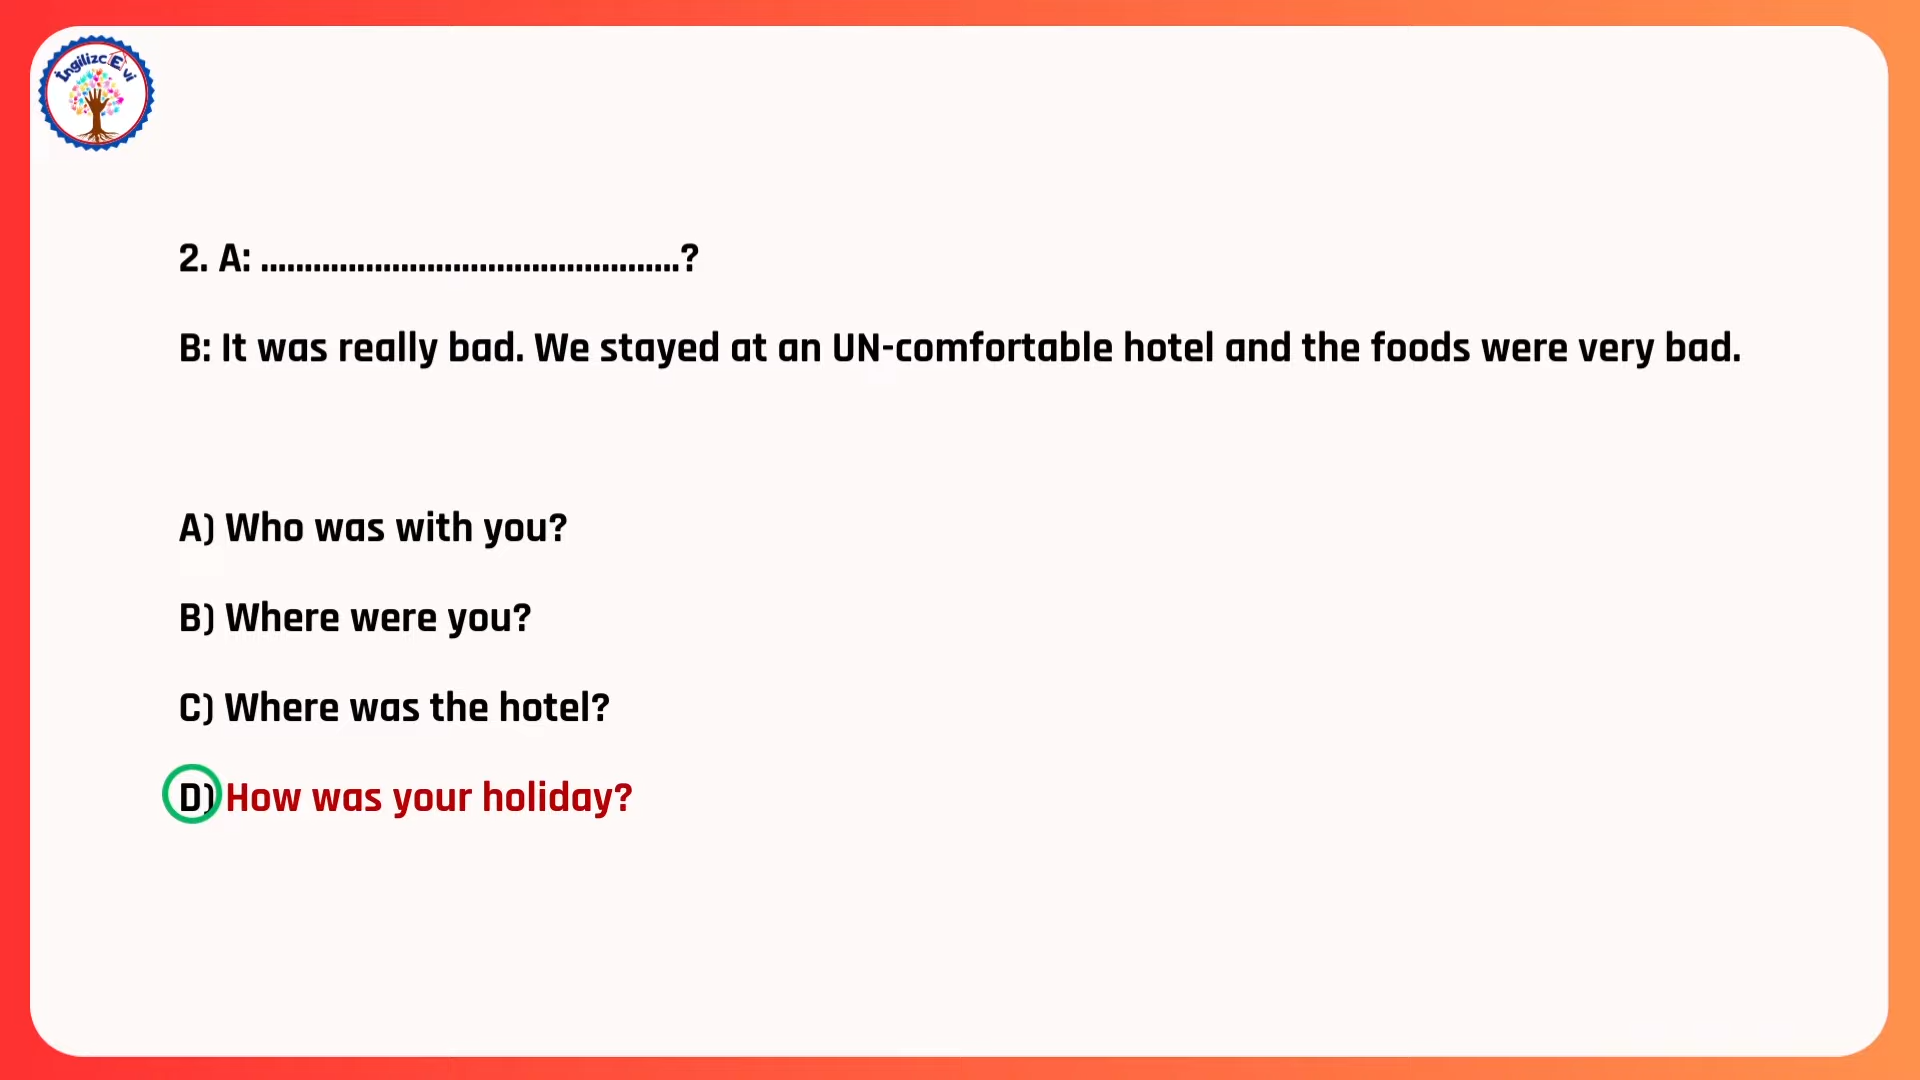 İngilizcEvi
2. A: ................................................?
B: It was really bad. We stayed at an UN-comfortable hotel and the foods were very bad.
A) Who was with you?
B) Where were you?
C) Where was the hotel?
D) How was your holiday?